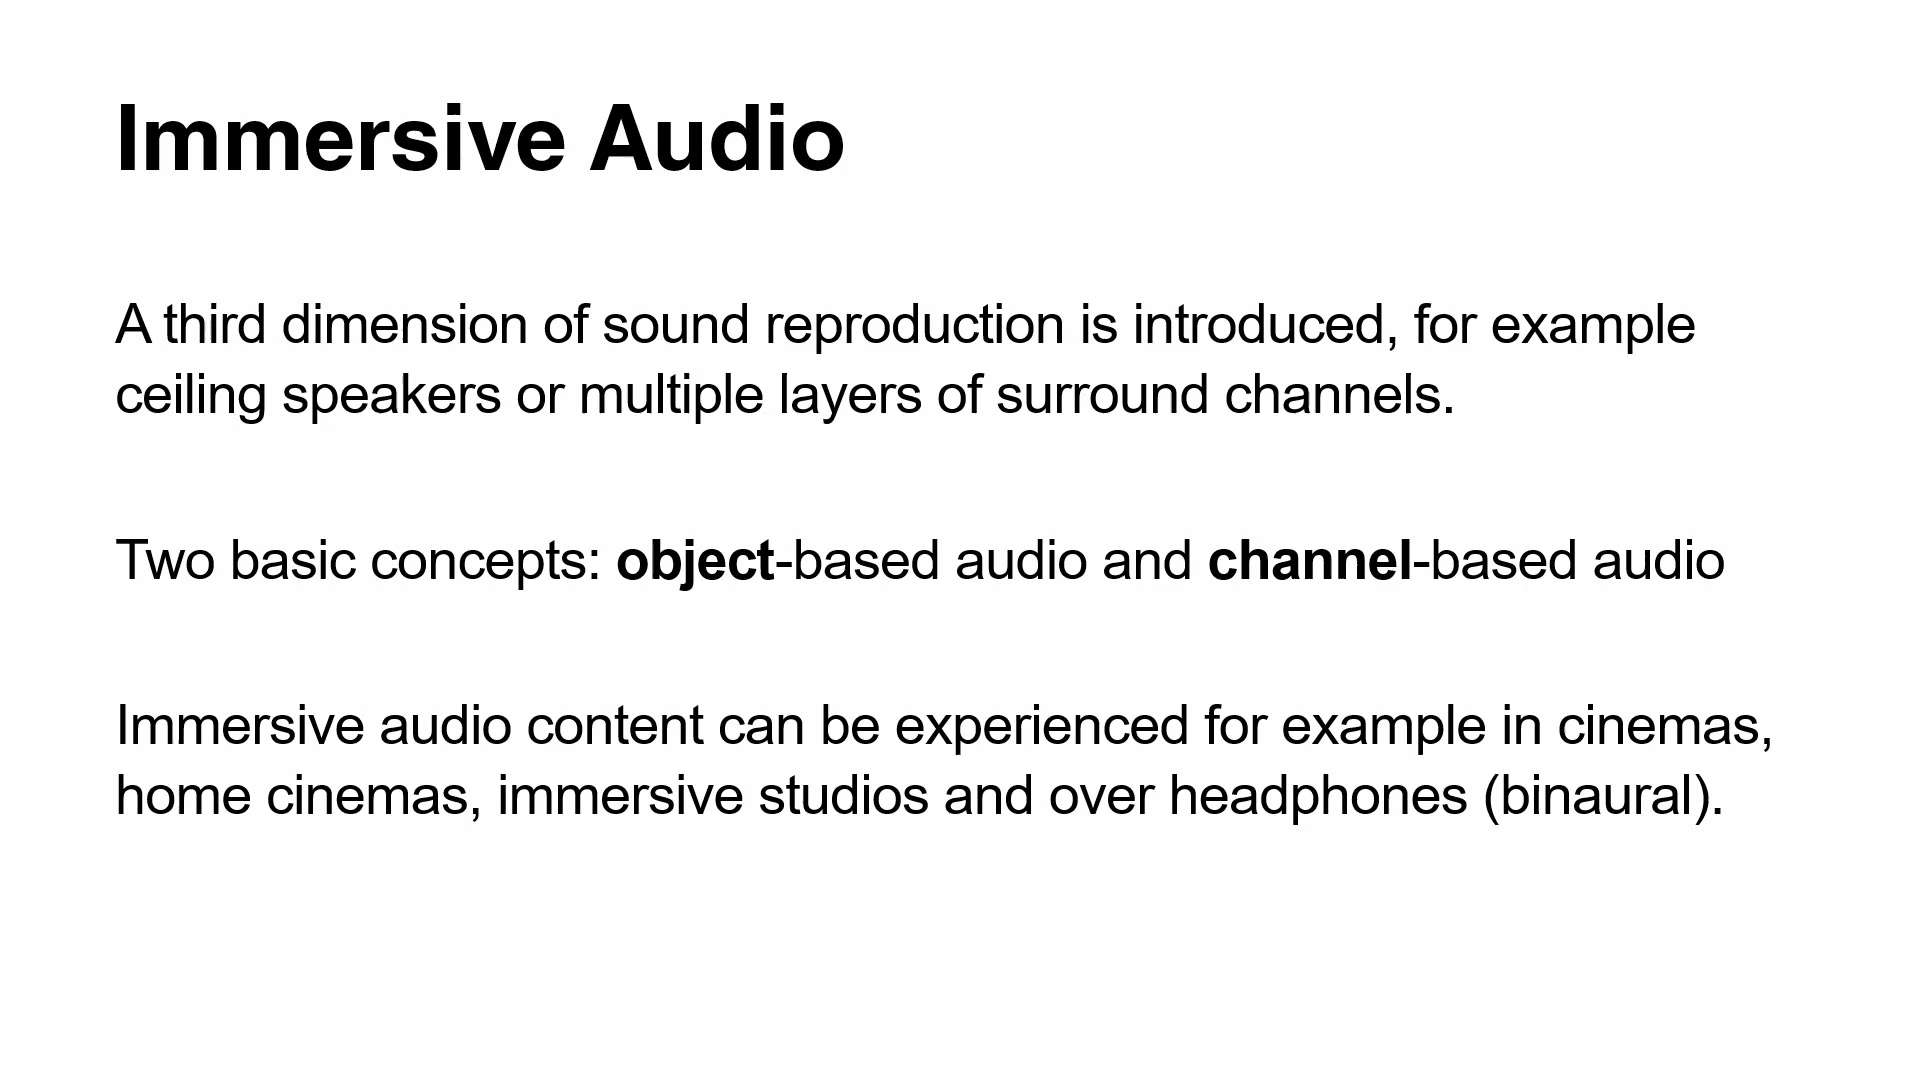 Immersive Audio
A third dimension of sound reproduction is introduced, for example
ceiling speakers or multiple layers of surround channels.
Two basic concepts: object-based audio and channel-based audio
Immersive audio content can be experienced for example in cinemas,
home cinemas, immersive studios and over headphones (binaural).